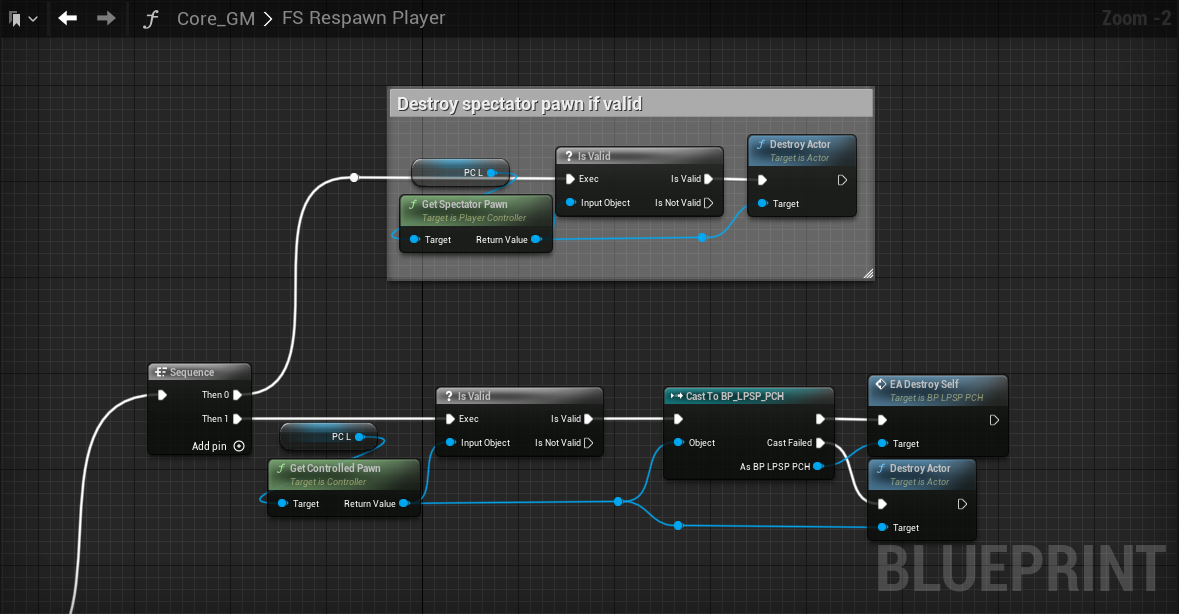 Core_GM > FS Respawn Player
Zoom -2
Destroy spectator pawn if valid
PC L
Get Spectator Pawn
Target is Player Controller
Target Return Value
? Is Valid
Exec Is Valid
Input Object Is Not Valid
Destroy Actor
Target is Actor
Target
Sequence
Then 0
Then 1
Add pin
PC L
Get Controlled Pawn
Target is Controller
Target Return Value
? Is Valid
Exec Is Valid
Input Object Is Not Valid
Cast To BP_LPSP_PCH
Object Cast Failed
As BP LPSP PCH
EA Destroy Self
Target is BP LPSP PCH
Target
Destroy Actor
Target is Actor
Target
BLUEPRINT